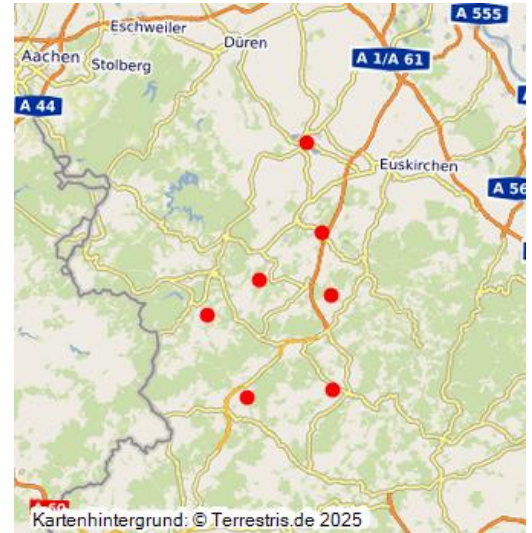 A 555
Eschweiler
Düren
Aachen
Stolberg
A 1/A 61
A 44
Euskirchen
A 56
Kartenhintergrund: © Terrestris.de 2025